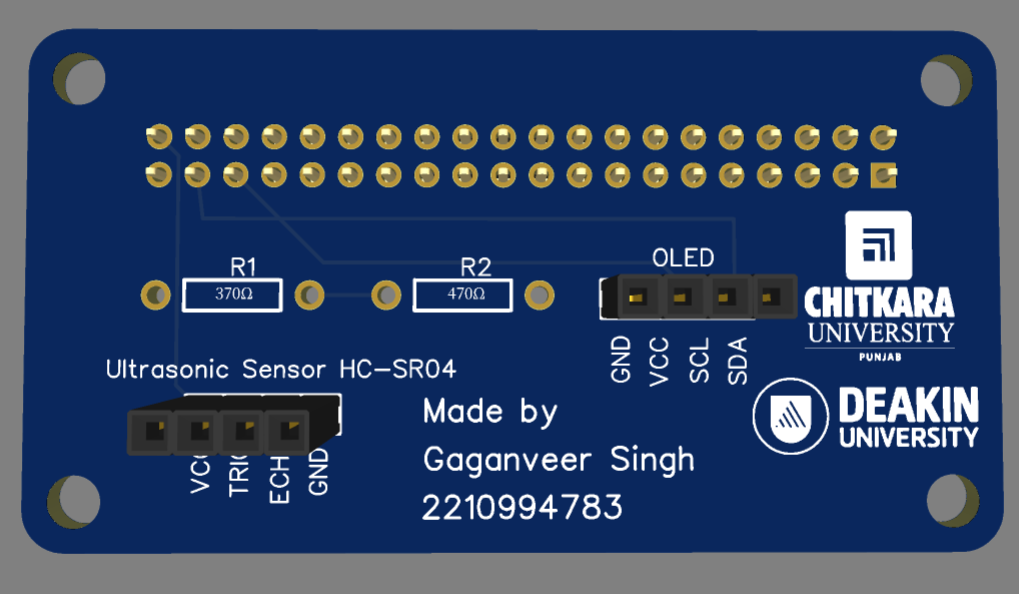 OLED
R1
R2
370Ω
470Ω
CHITKARA
UNIVERSITY
PUNJAB
GND
VCC
SCL
SDA
Ultrasonic Sensor HC-SR04
DEAKIN
UNIVERSITY
Made by
Gaganveer Singh
2210994783
GND